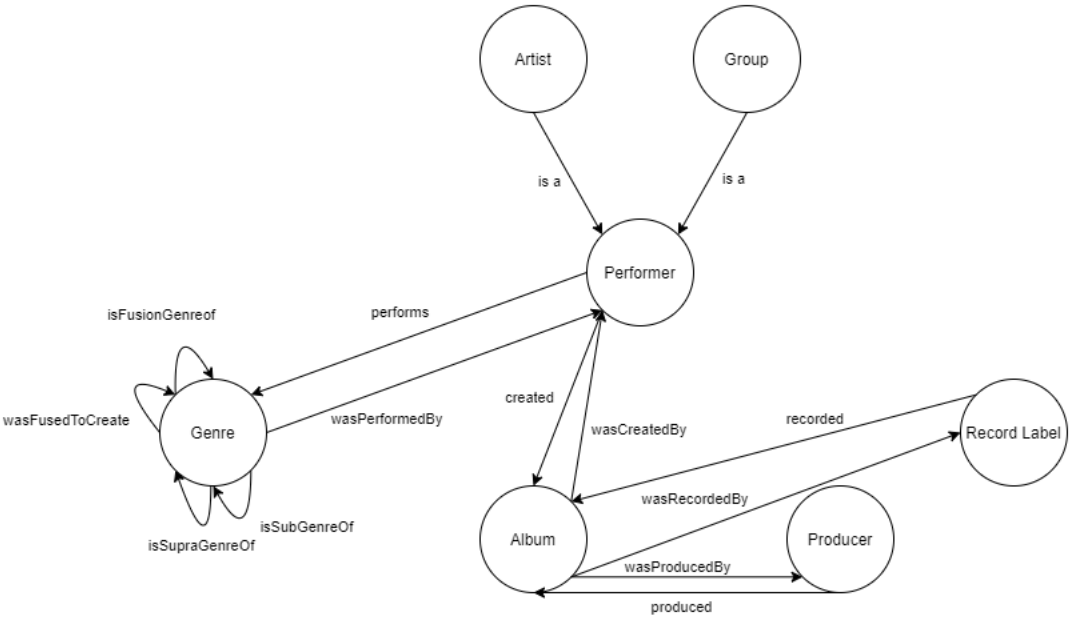 Artist
Group
is a
is a
Performer
isFusionGenreof
performs
wasFusedToCreate
Genre
wasPerformedBy
created
wasCreatedBy
recorded
Record Label
wasRecordedBy
isSubGenreOf
isSupraGenreOf
Album
Producer
wasProducedBy
produced